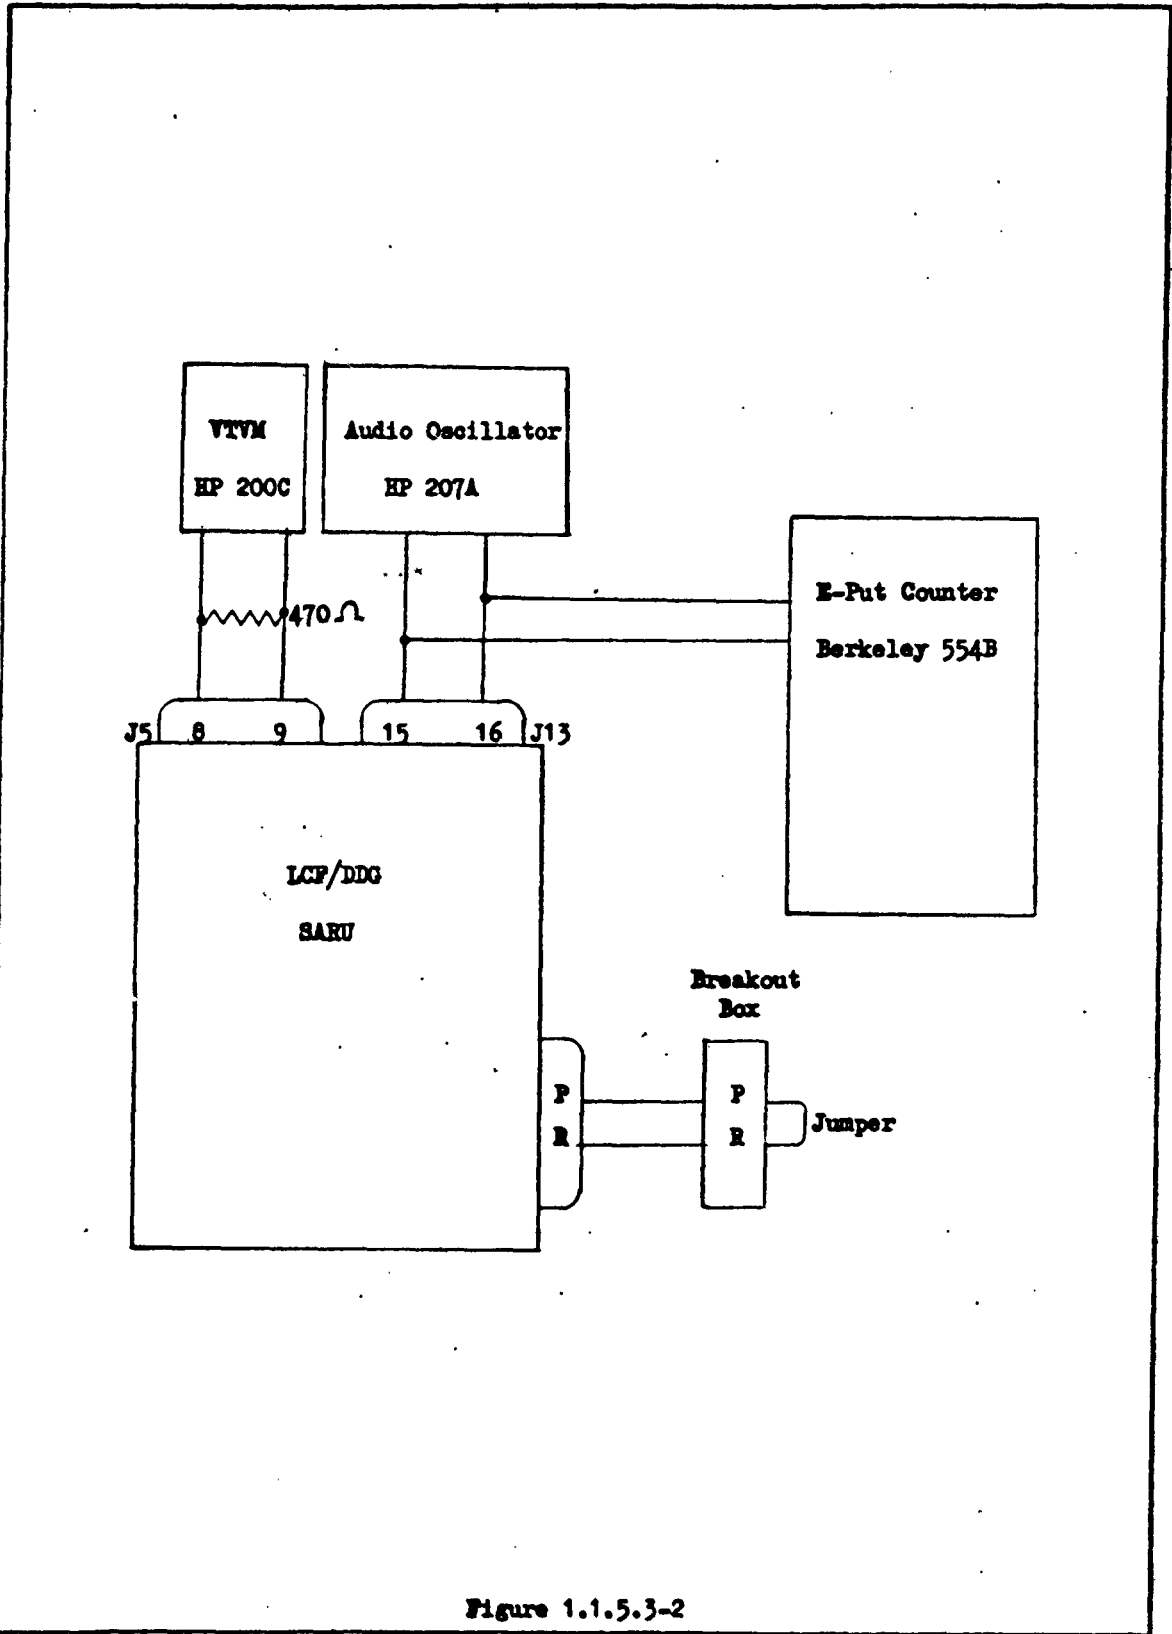 VTVM
HP 200C
Audio Oscillator
HP 207A
E-Put Counter
Berkeley 554B
470 Ω
J5 8 9
15 16 J13
LCF/DDG
SARU
Breakout
Box
P
R
P
R
Jumper
Figure 1.1.5.3-2